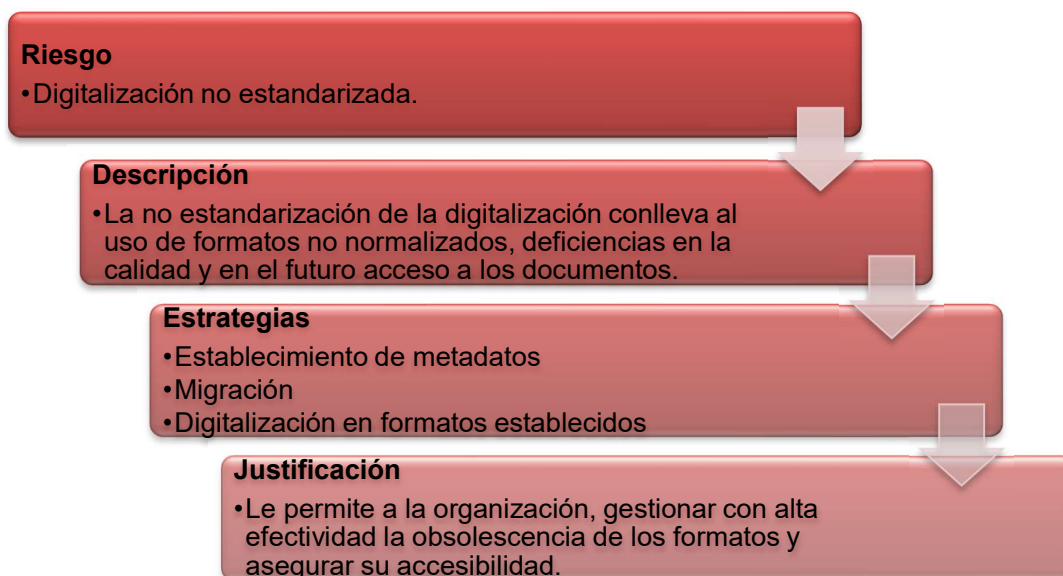 Riesgo
•Digitalización no estandarizada.
Descripción
•La no estandarización de la digitalización conlleva al
uso de formatos no normalizados, deficiencias en la
calidad y en el futuro acceso a los documentos.
Estrategias
•Establecimiento de metadatos
•Migración
•Digitalización en formatos establecidos
Justificación
•Le permite a la organización, gestionar con alta
efectividad la obsolescencia de los formatos y
asegurar su accesibilidad.